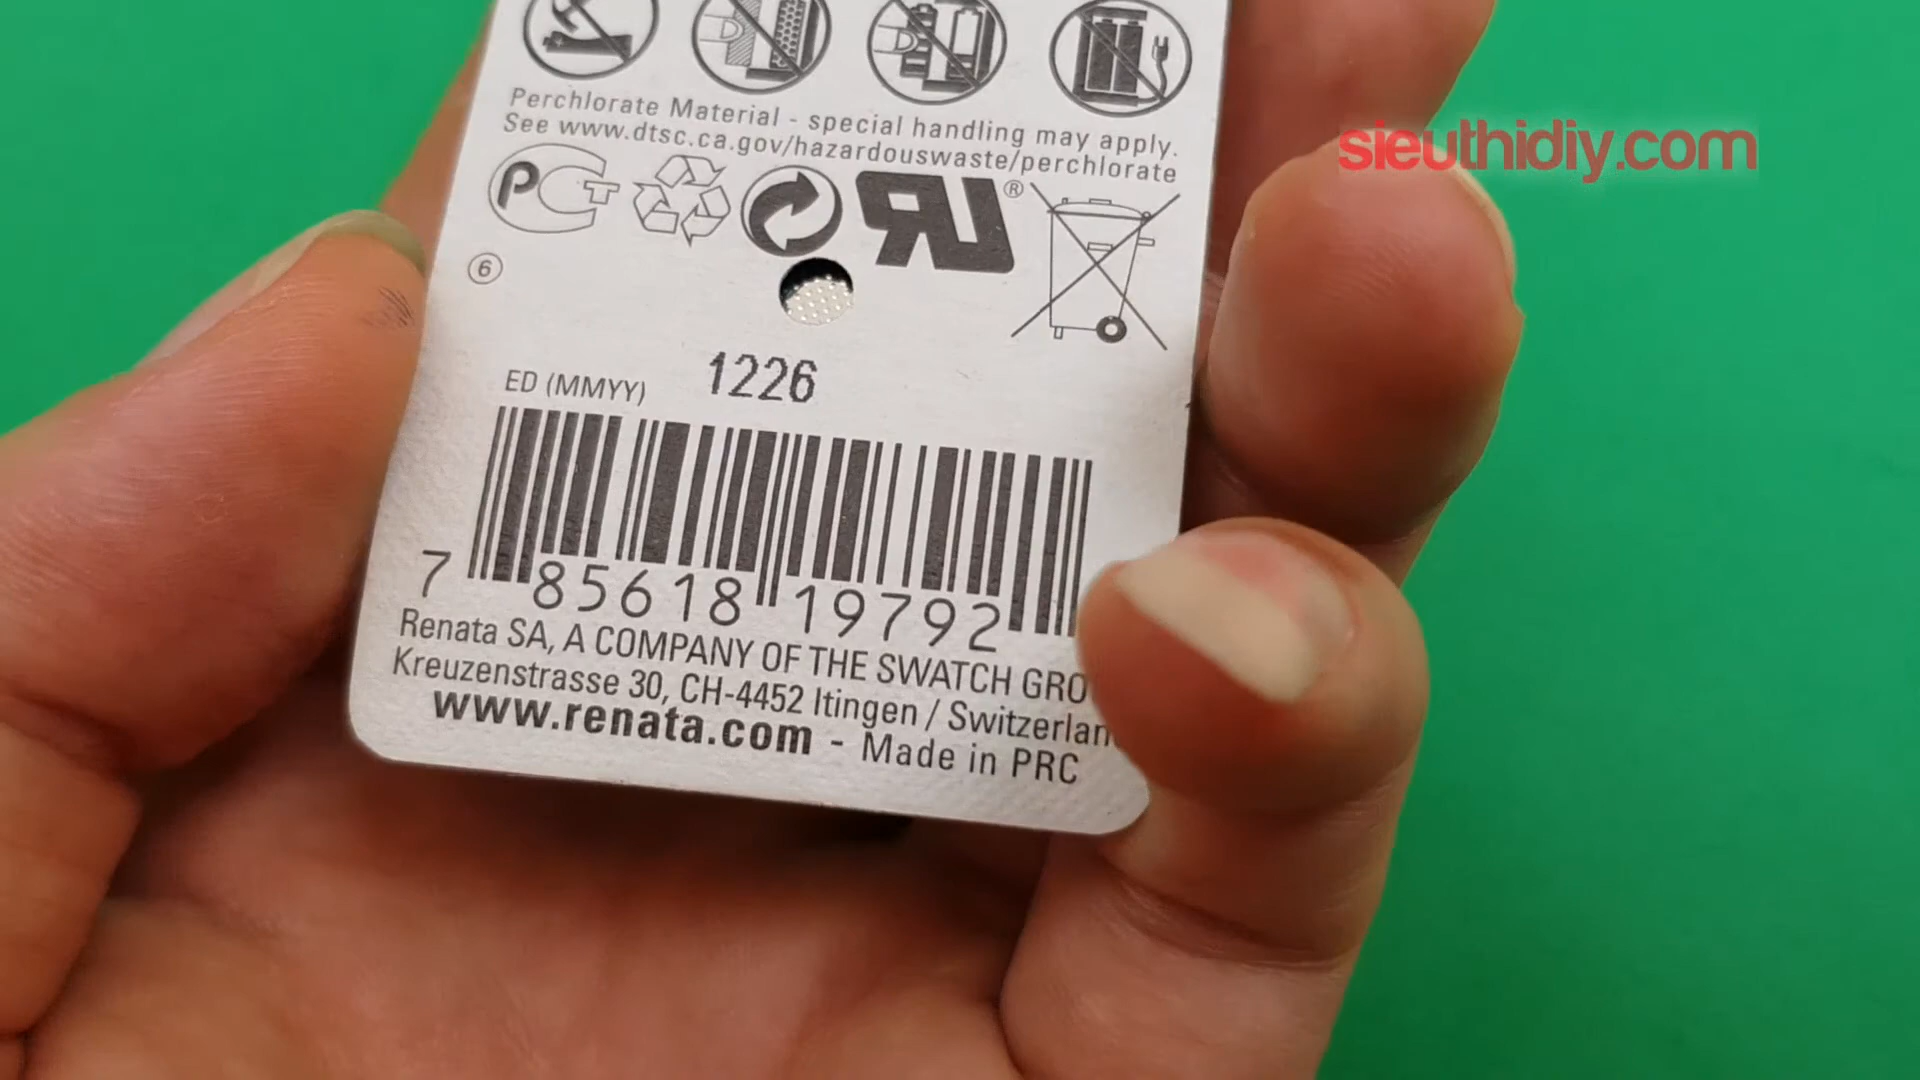 Perchlorate Material - special handling may apply.
See www.dtsc.ca.gov/hazardouswaste/perchlorate
sieuthidiy.com
®
6
ED (MMYY) 1226
7 85618 19792
Renata SA, A COMPANY OF THE SWATCH
Kreuzenstrasse 30, CH-4452 Itingen /
www.renata.com - Made in PRC